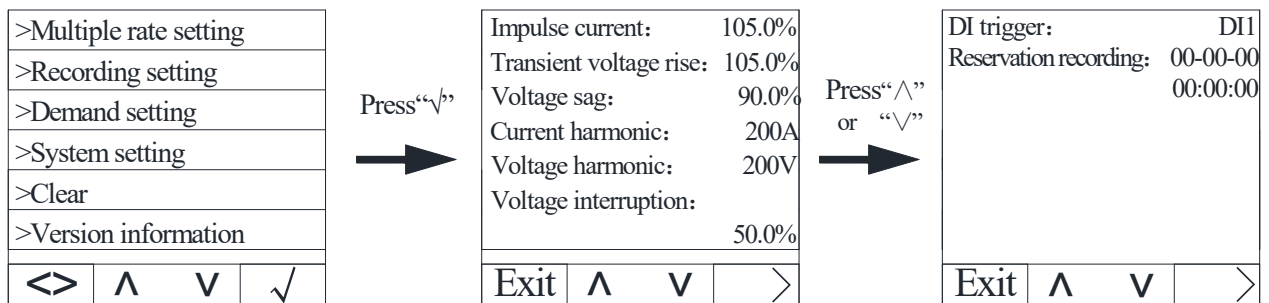 >Multiple rate setting
>Recording setting
>Demand setting
>System setting
>Clear
>Version information
<> ∧ ∨ √
Press“√”
Impulse current： 105.0%
Transient voltage rise： 105.0%
Voltage sag： 90.0%
Current harmonic： 200A
Voltage harmonic： 200V
Voltage interruption：
50.0%
Exit ∧ ∨ >
Press“∧”
or “∨”
DI trigger： DI1
Reservation recording： 00-00-00
00:00:00
Exit ∧ ∨ >